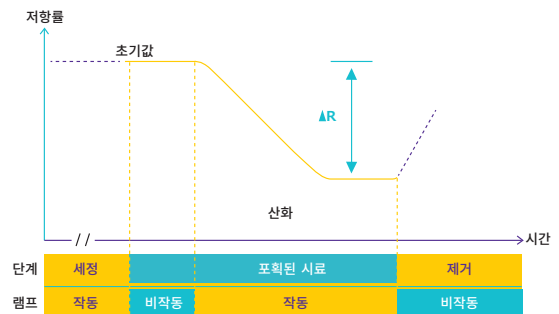 저항률
초기값
▲R
산화
시간
단계 세정 포획된 시료 제거
램프 작동 비작동 작동 비작동